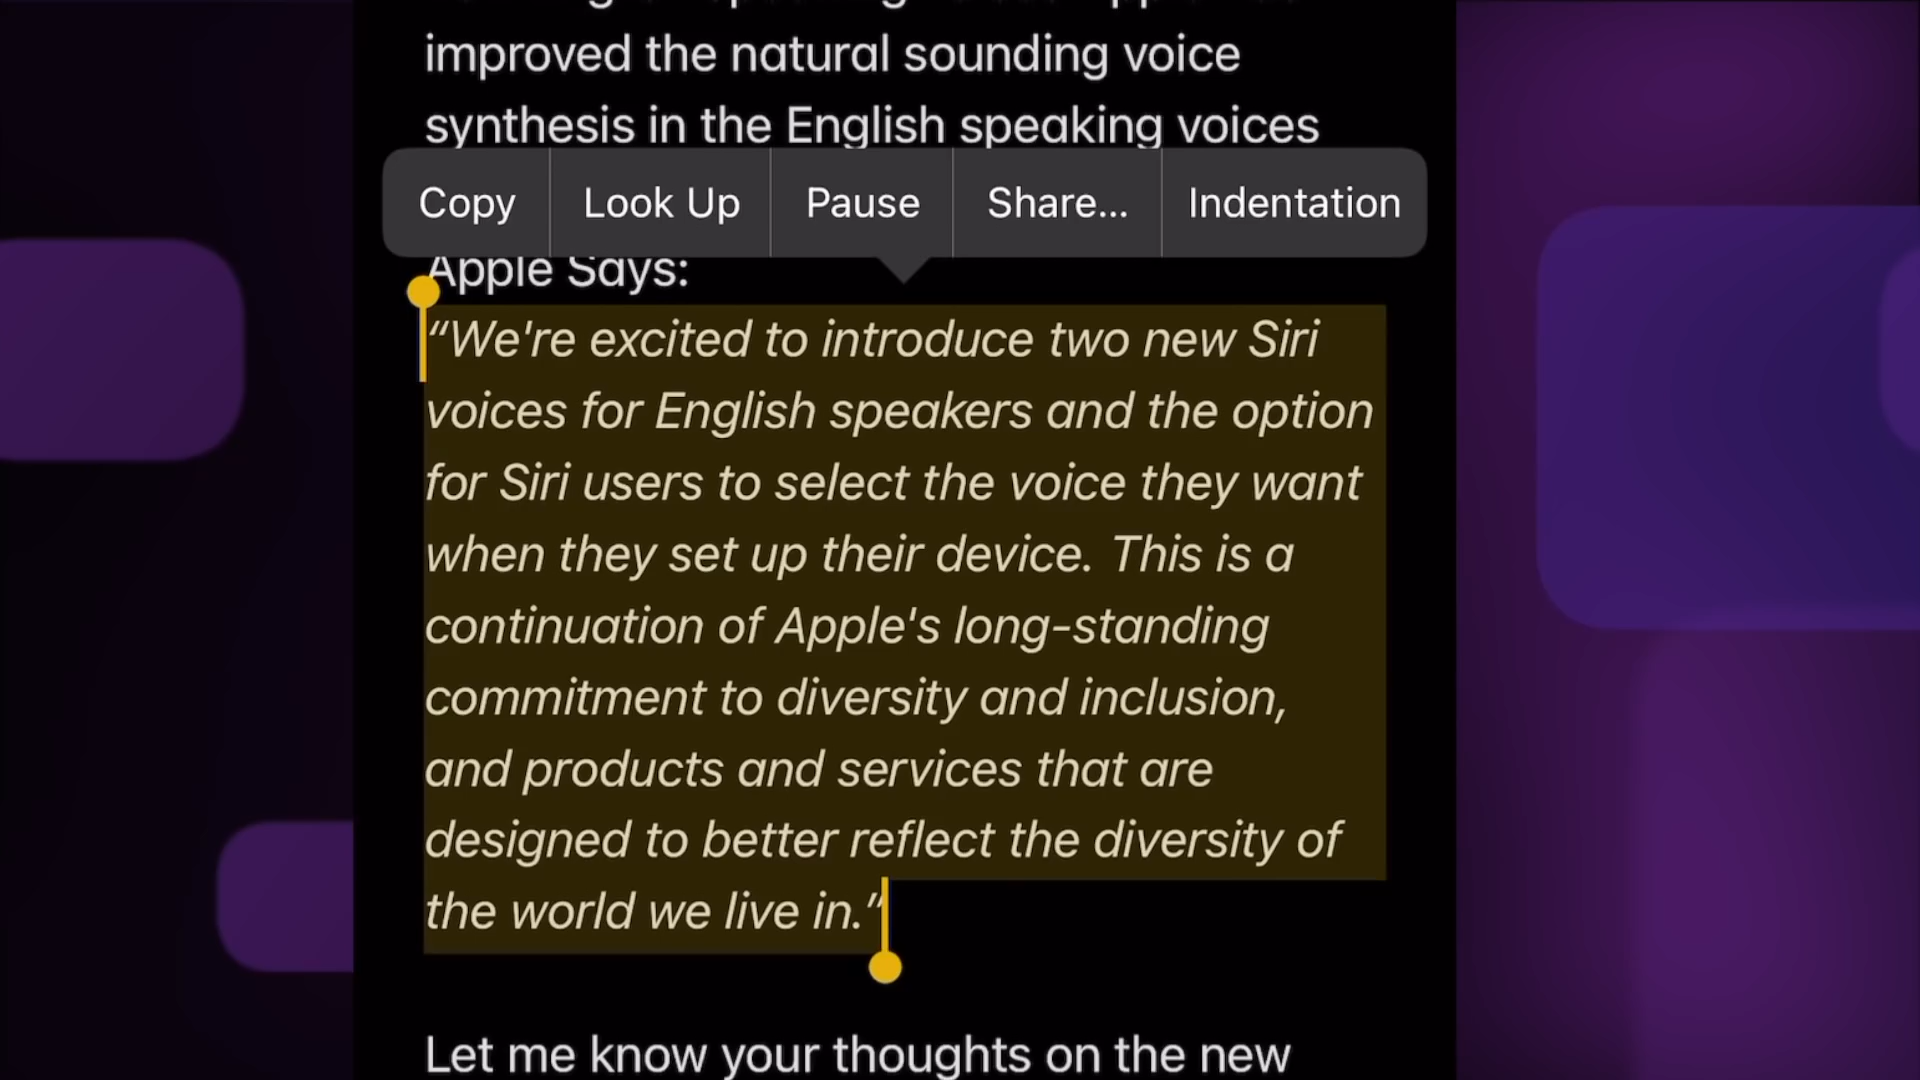 improved the natural sounding voice
synthesis in the English speaking voices
Copy
Look Up
Pause
Share...
Indentation
Apple Says:
“We're excited to introduce two new Siri
voices for English speakers and the option
for Siri users to select the voice they want
when they set up their device. This is a
continuation of Apple's long-standing
commitment to diversity and inclusion,
and products and services that are
designed to better reflect the diversity of
the world we live in.”
Let me know your thoughts on the new